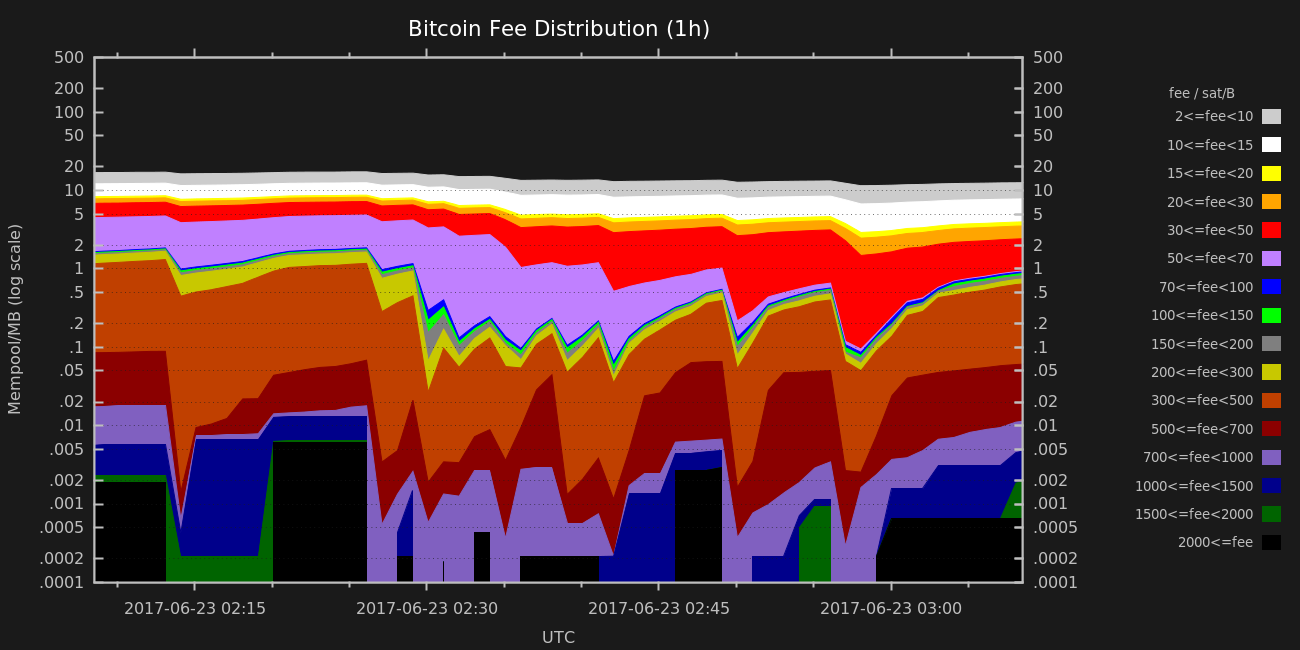 Bitcoin Fee Distribution (1h)
500 500
200 200
100 100
50 50
20 20
10 10
5 5
2 2
1 1
.5 .5
.2 .2
.1 .1
.05 .05
.02 .02
.01 .01
.005 .005
.002 .002
.001 .001
.0005 .0005
.0002 .0002
.0001 .0001
Mempool/MB (log scale)
2017-06-23 02:15 2017-06-23 02:30 2017-06-23 02:45 2017-06-23 03:00
UTC
fee / sat/B
2<=fee<10
10<=fee<15
15<=fee<20
20<=fee<30
30<=fee<50
50<=fee<70
70<=fee<100
100<=fee<150
150<=fee<200
200<=fee<300
300<=fee<500
500<=fee<700
700<=fee<1000
1000<=fee<1500
1500<=fee<2000
2000<=fee